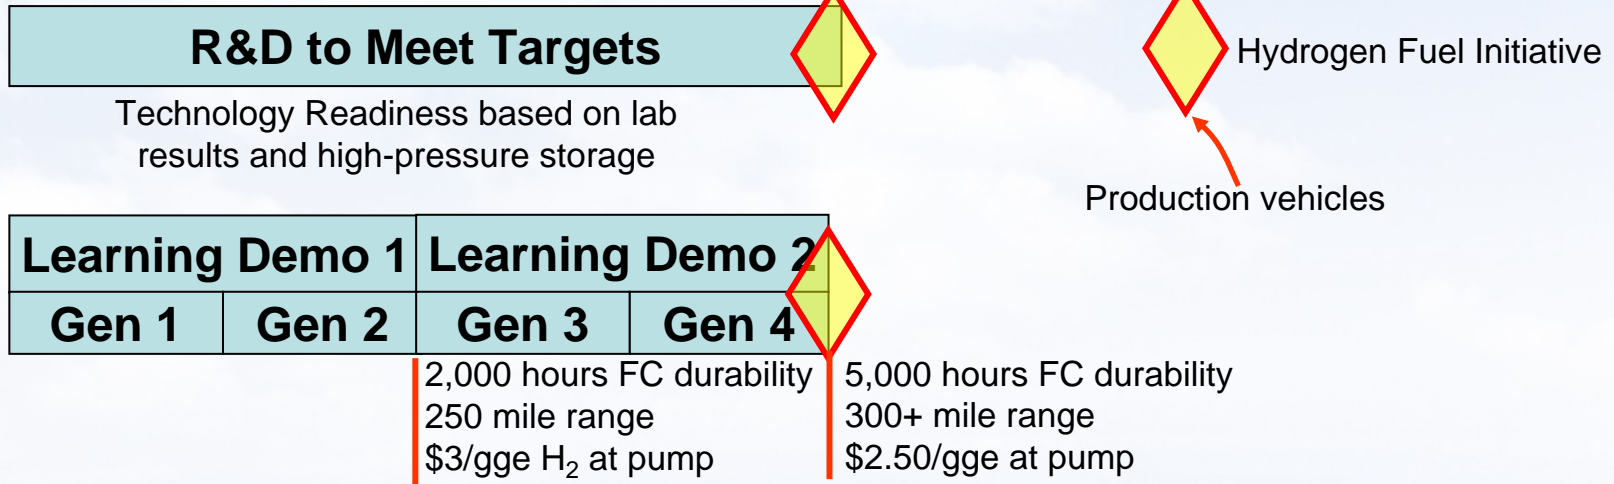 R&D to Meet Targets
Hydrogen Fuel Initiative
Technology Readiness based on lab
results and high-pressure storage
Production vehicles
Learning Demo 1
Learning Demo 2
Gen 1
Gen 2
Gen 3
Gen 4
2,000 hours FC durability
250 mile range
$3/gge H₂ at pump
5,000 hours FC durability
300+ mile range
$2.50/gge at pump